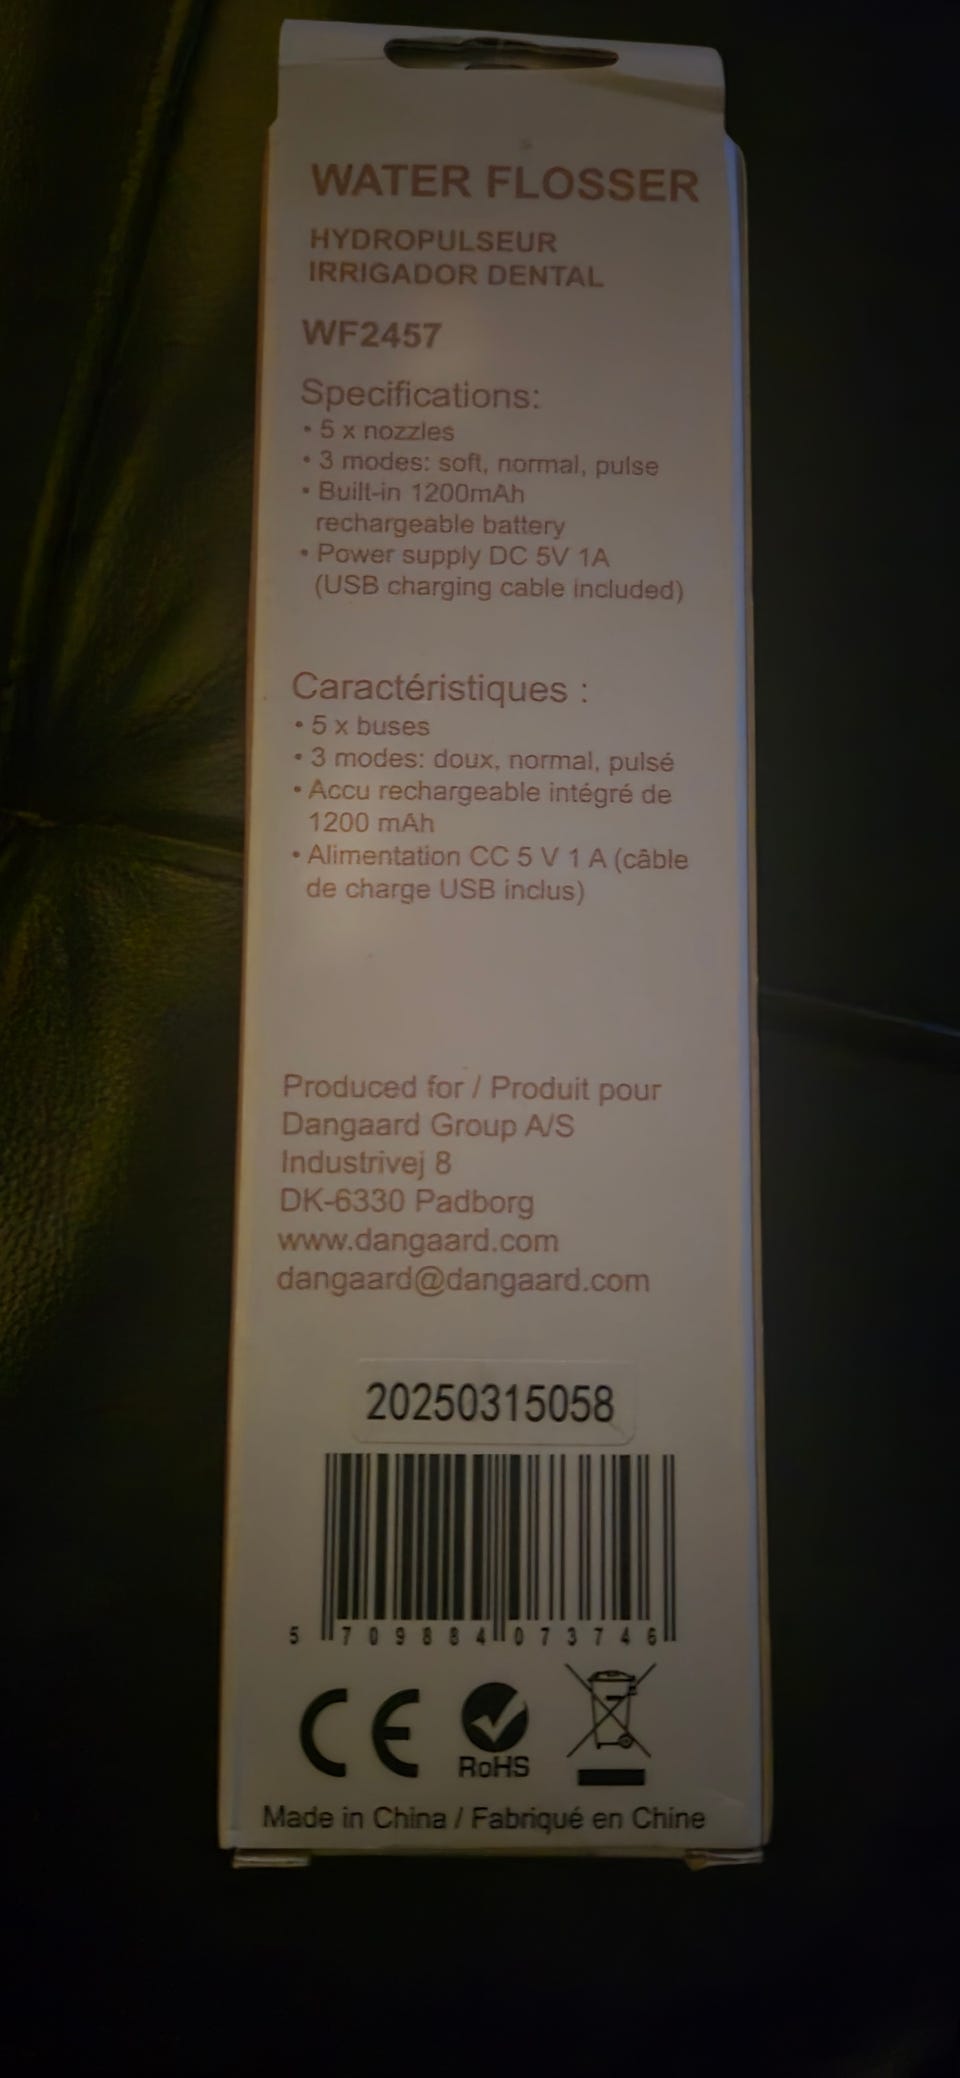 WATER FLOSSER
HYDROPULSEUR
IRRIGADOR DENTAL
WF2457
Specifications:
• 5 x nozzles
• 3 modes: soft, normal, pulse
• Built-in 1200mAh
rechargeable battery
• Power supply DC 5V 1A
(USB charging cable included)
Caractéristiques :
• 5 x buses
• 3 modes: doux, normal, pulsé
• Accu rechargeable intégré de
1200 mAh
• Alimentation CC 5 V 1 A (câble
de charge USB inclus)
Produced for / Produit pour
Dangaard Group A/S
Industrivej 8
DK-6330 Padborg
www.dangaard.com
dangaard@dangaard.com
20250315058
5 709884 073746
CE
RoHS
Made in China / Fabriqué en Chine